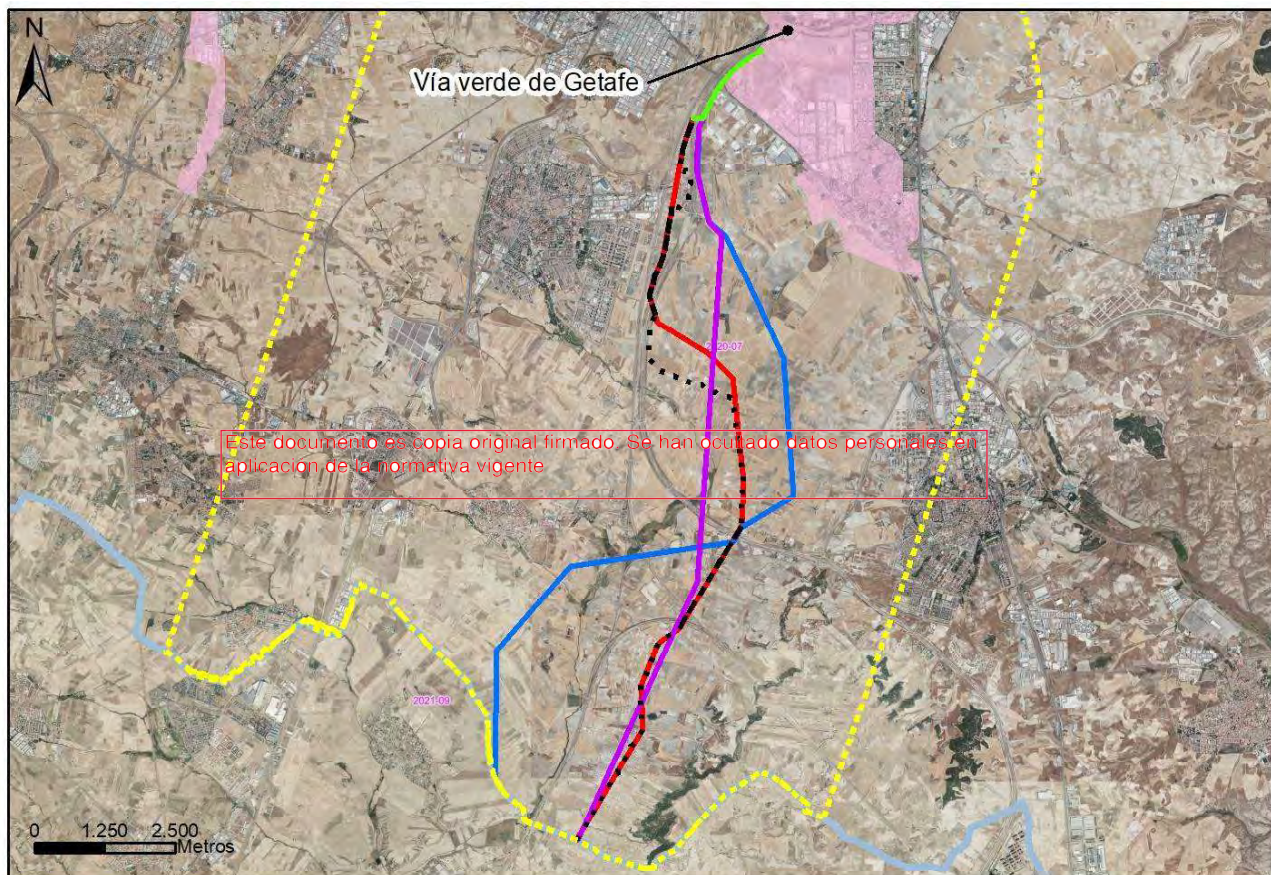 N
Vía verde de Getafe
2020-07
Este documento es copia original firmado. Se han ocultado datos personales en
aplicación de la normativa vigente
2021-09
0 1.250 2.500
Metros